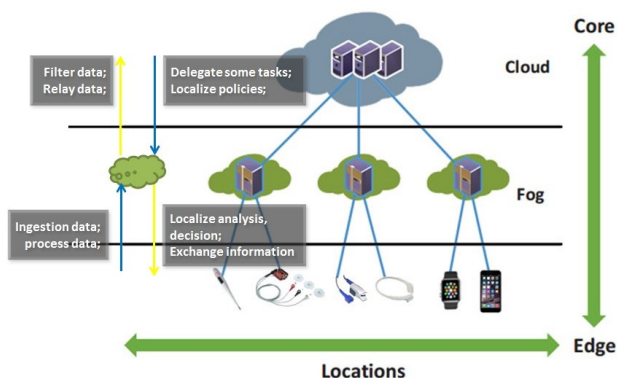 Core
Filter data;
Relay data;
Delegate some tasks;
Localize policies;
Cloud
Fog
Ingestion data;
process data;
Localize analysis,
decision;
Exchange information
Edge
Locations